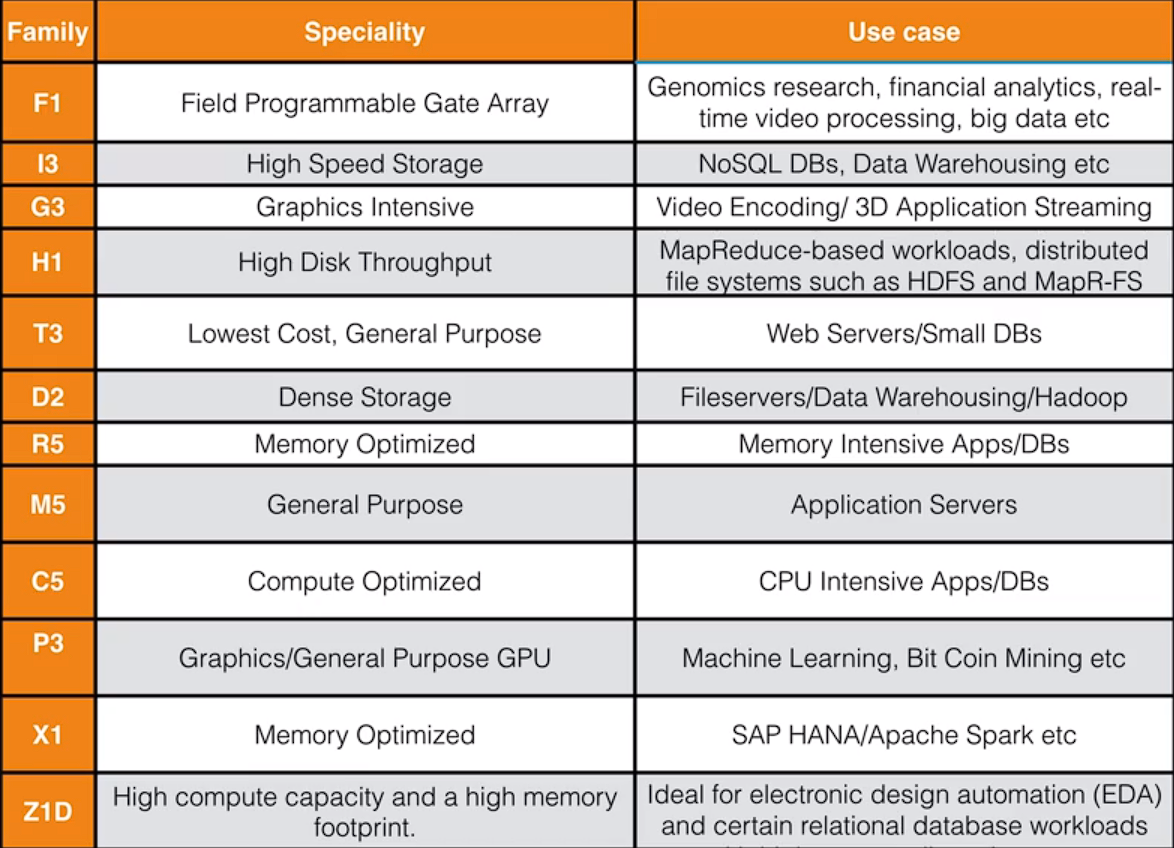 Family Speciality Use case
F1 Field Programmable Gate Array Genomics research, financial analytics, real-
time video processing, big data etc
I3 High Speed Storage NoSQL DBs, Data Warehousing etc
G3 Graphics Intensive Video Encoding/ 3D Application Streaming
H1 High Disk Throughput MapReduce-based workloads, distributed
file systems such as HDFS and MapR-FS
T3 Lowest Cost, General Purpose Web Servers/Small DBs
D2 Dense Storage Fileservers/Data Warehousing/Hadoop
R5 Memory Optimized Memory Intensive Apps/DBs
M5 General Purpose Application Servers
C5 Compute Optimized CPU Intensive Apps/DBs
P3 Graphics/General Purpose GPU Machine Learning, Bit Coin Mining etc
X1 Memory Optimized SAP HANA/Apache Spark etc
Z1D High compute capacity and a high memory
footprint.
Ideal for electronic design automation (EDA)
and certain relational database workloads